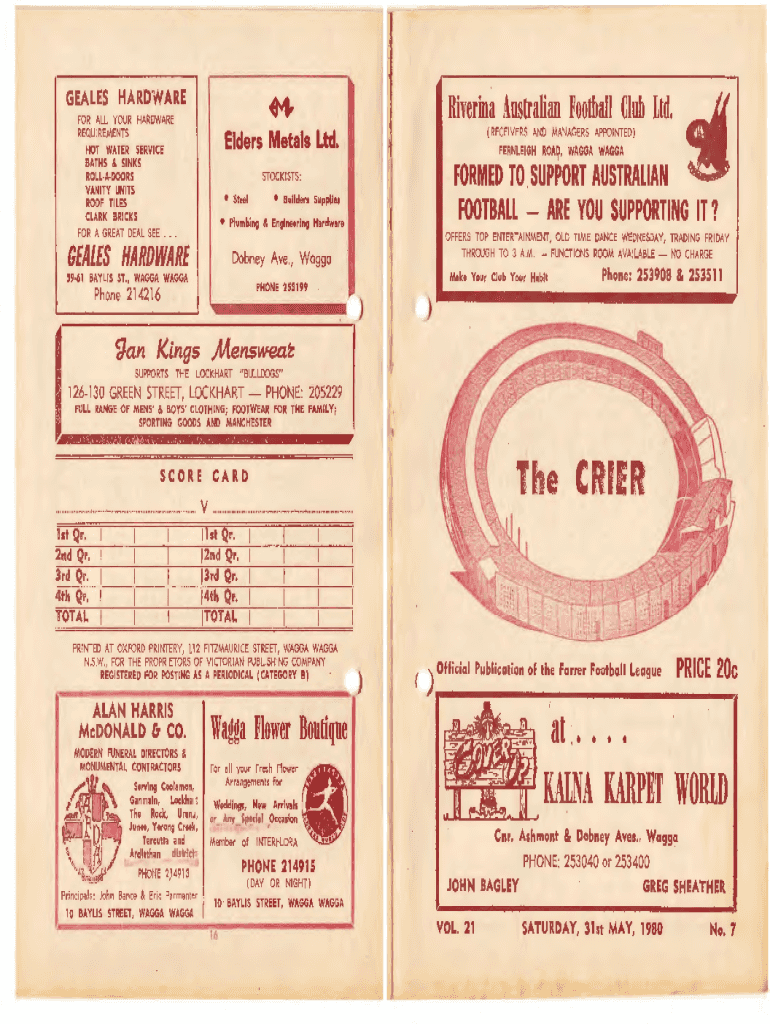 GEALES HARDWARE
FOR ALL YOUR HARDWARE
REQUIREMENTS
HOT WATER SERVICE
BATHS & SINKS
ROLL-A-DOORS
VANITY UNITS
ROOF TILES
CLARK BRICKS
FOR A GREAT DEAL SEE . . .
GEALES HARDWARE
59-61 BAYLIS ST., WAGGA WAGGA
Phone 214216
Elders Metals Ltd.
STOCKISTS:
• Steel • Builders Supplies
• Plumbing & Engineering Hardware
Dobney Ave., Wagga
PHONE 255199
Jan Kings Menswear
SUPPORTS THE LOCKHART "BULLDOGS"
126-130 GREEN STREET, LOCKHART — PHONE: 205229
FULL RANGE OF MENS' & BOYS' CLOTHING; FOOTWEAR FOR THE FAMILY;
SPORTING GOODS AND MANCHESTER
SCORE CARD
V
1st Qr. 1st Qr.
2nd Qr. 2nd Qr.
3rd Qr. 3rd Qr.
4th Qr. 4th Qr.
TOTAL TOTAL
PRINTED AT OXFORD PRINTERY, 112 FITZMAURICE STREET, WAGGA WAGGA
N.S.W., FOR THE PROPRIETORS OF VICTORIAN PUBLISHING COMPANY
REGISTERED FOR POSTING AS A PERIODICAL (CATEGORY B)
ALAN HARRIS
McDONALD & CO.
MODERN FUNERAL DIRECTORS &
MONUMENTAL CONTRACTORS
Serving Coolamon,
Ganmain, Lockhart
The Rock, Urana,
Junee, Yerong Creek,
Tarcutta and
Ardlethan districts
PHONE 214913
Principals: John Bance & Eric Parmenter
10 BAYLIS STREET, WAGGA WAGGA
Wagga Flower Boutique
For all your Fresh Flower
Arrangements for
Weddings, New Arrivals
or Any Special Occasion
Member of INTERFLORA
PHONE 214915
(DAY OR NIGHT)
10 BAYLIS STREET, WAGGA WAGGA
16
Riverina Australian Football Club Ltd.
(RECEIVERS AND MANAGERS APPOINTED)
FERNLEIGH ROAD, WAGGA WAGGA
FORMED TO SUPPORT AUSTRALIAN
FOOTBALL — ARE YOU SUPPORTING IT?
OFFERS TOP ENTERTAINMENT, OLD TIME DANCE WEDNESDAY, TRADING FRIDAY
THROUGH TO 3 A.M. — FUNCTIONS ROOM AVAILABLE — NO CHARGE
Make Your Club Your Habit Phone: 253908 & 253511
The CRIER
Official Publication of the Farrer Football League PRICE 20c
COVER UP
at . . . .
KALNA KARPET WORLD
Cnr. Ashmont & Dobney Aves., Wagga
PHONE: 253040 or 253400
JOHN BAGLEY GREG SHEATHER
VOL. 21 SATURDAY, 31st MAY, 1980 No. 7